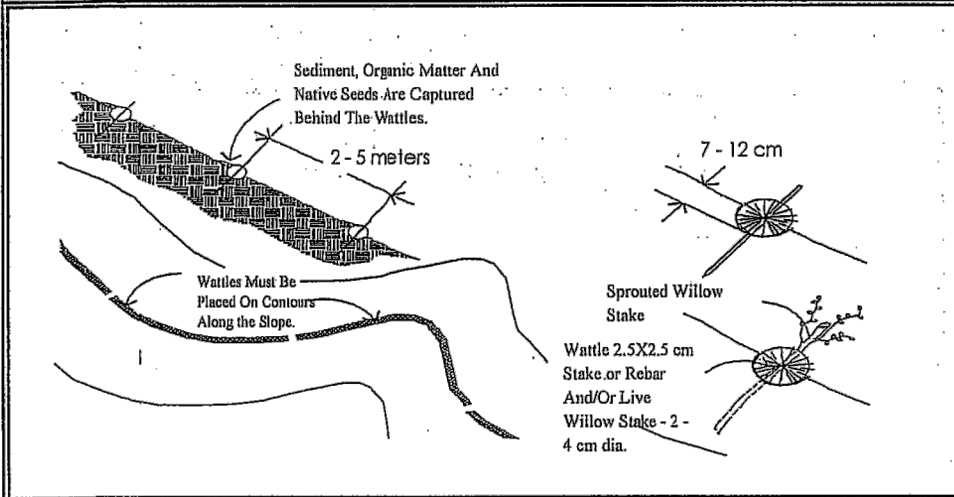 Sediment, Organic Matter And
Native Seeds Are Captured
Behind The Wattles.
2 - 5 meters
7 - 12 cm
Wattles Must Be
Placed On Contours
Along the Slope.
Sprouted Willow
Stake
Wattle 2.5X2.5 cm
Stake or Rebar
And/Or Live
Willow Stake - 2 -
4 cm dia.